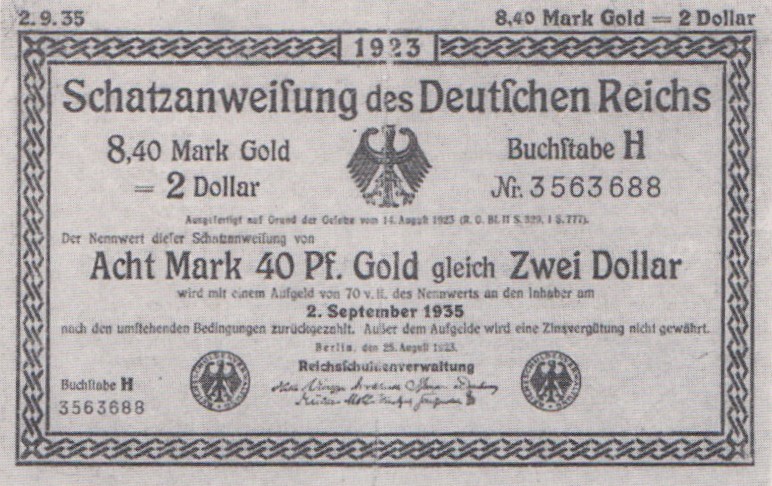 2.9.35
8,40 Mark Gold = 2 Dollar
1923
Schatzanweiſung des Deutſchen Reichs
8,40 Mark Gold
= 2 Dollar
Buchſtabe H
Nr. 3563688
Ausgefertigt auf Grund der Geſetze vom 14. Auguſt 1923 (R. G. Bl. II S. 329, I S. 777).
Der Nennwert dieſer Schatzanweiſung von
Acht Mark 40 Pf. Gold gleich Zwei Dollar
wird mit einem Aufgeld von 70 v. H. des Nennwerts an den Inhaber am
2. September 1935
nach den umſtehenden Bedingungen zurückgezahlt. Außer dem Aufgelde wird eine Zinsvergütung nicht gewährt.
Berlin, den 25. Auguſt 1923.
Reichsſchuldenverwaltung
Buchſtabe H
3563688